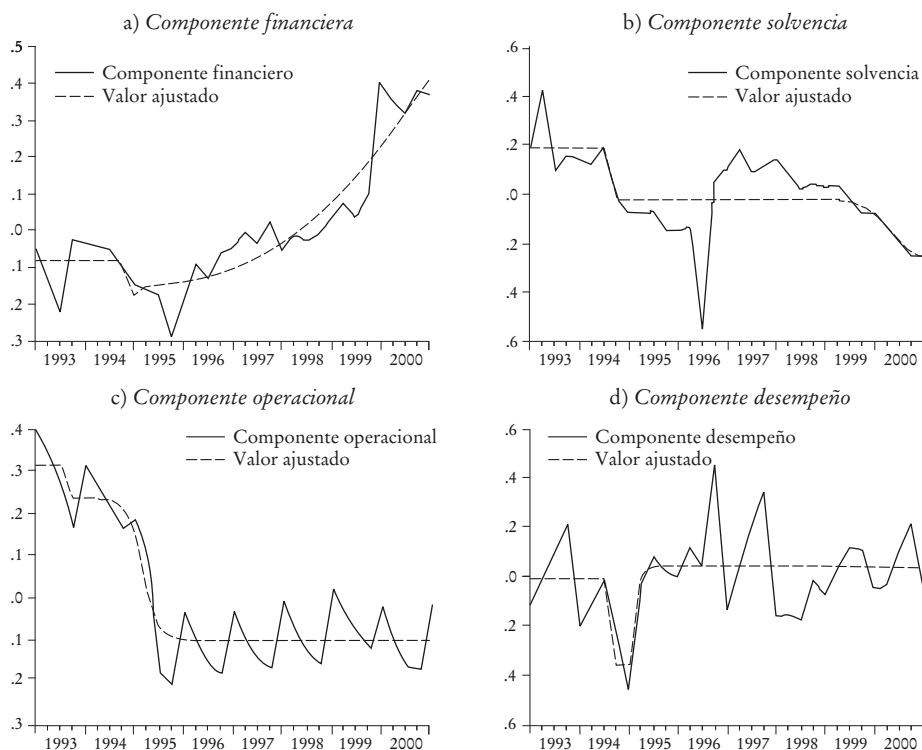 a) Componente financiera
.5
.4
.3
.2
.1
.0
.1
.2
.3
Componente financiero
Valor ajustado
1993 1994 1995 1996 1997 1998 1999 2000
b) Componente solvencia
.6
.4
.2
.0
.2
.4
.6
Componente solvencia
Valor ajustado
1993 1994 1995 1996 1997 1998 1999 2000
c) Componente operacional
.4
.3
.2
.1
.0
.1
.2
.3
Componente operacional
Valor ajustado
1993 1994 1995 1996 1997 1998 1999 2000
d) Componente desempeño
.6
.4
.2
.0
.2
.4
.6
Componente desempeño
Valor ajustado
1993 1994 1995 1996 1997 1998 1999 2000